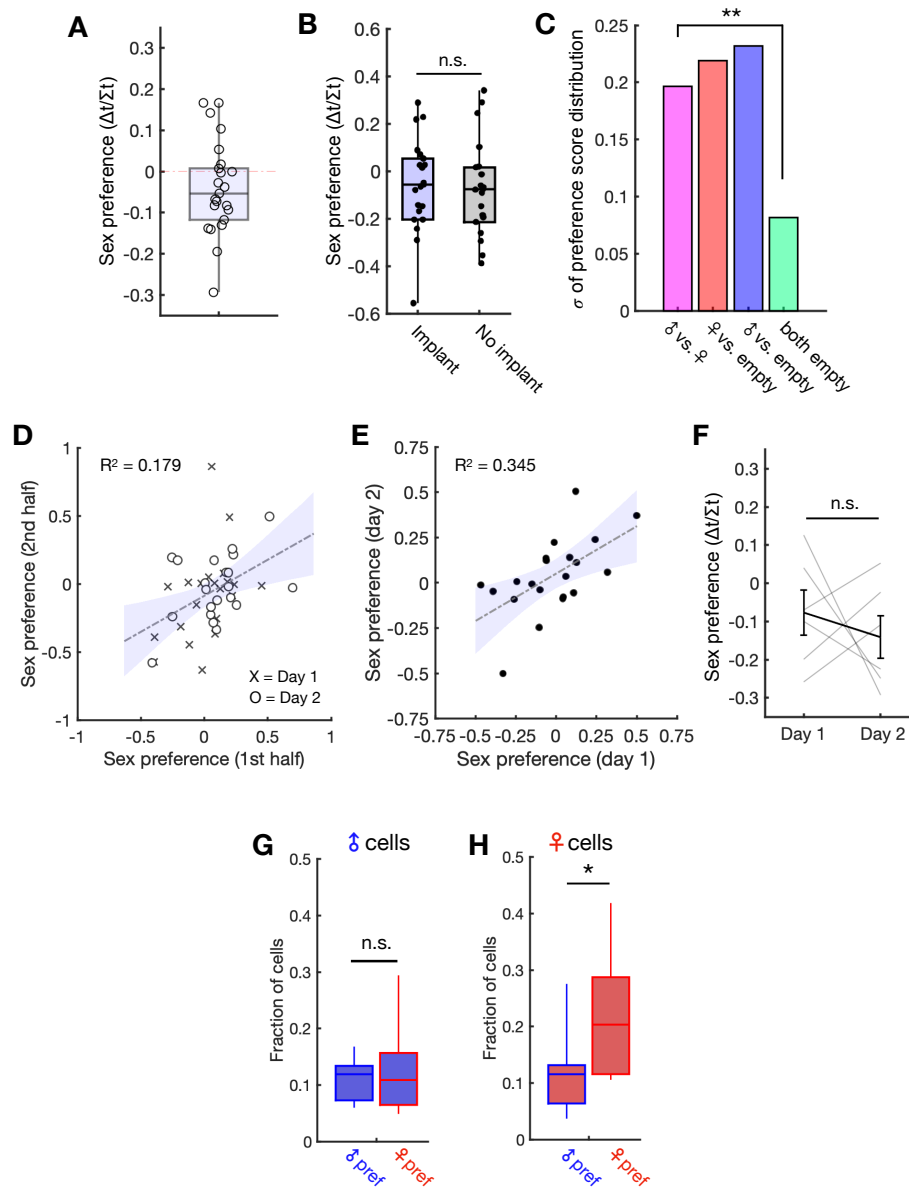 A
Sex preference (Δt/Σt)
0.3
0.2
0.1
0
-0.1
-0.2
-0.3
B
Sex preference (Δt/Σt)
0.6
0.4
0.2
0
-0.2
-0.4
-0.6
n.s.
Implant
No implant
C
σ of preference score distribution
0.25
0.2
0.15
0.1
0.05
0
**
♂ vs. ♀
♀ vs. empty
♂ vs. empty
both empty
D
Sex preference (2nd half)
1
0.5
0
-0.5
-1
R² = 0.179
X = Day 1
O = Day 2
-1
-0.5
0
0.5
1
Sex preference (1st half)
E
Sex preference (day 2)
0.75
0.5
0.25
0
-0.25
-0.5
-0.75
R² = 0.345
-0.75
-0.5
-0.25
0
0.25
0.5
0.75
Sex preference (day 1)
F
Sex preference (Δt/Σt)
0.3
0.2
0.1
0
-0.1
-0.2
-0.3
n.s.
Day 1
Day 2
G
♂ cells
Fraction of cells
0.5
0.4
0.3
0.2
0.1
0
n.s.
♂ pref
♀ pref
H
♀ cells
Fraction of cells
0.5
0.4
0.3
0.2
0.1
0
*
♂ pref
♀ pref